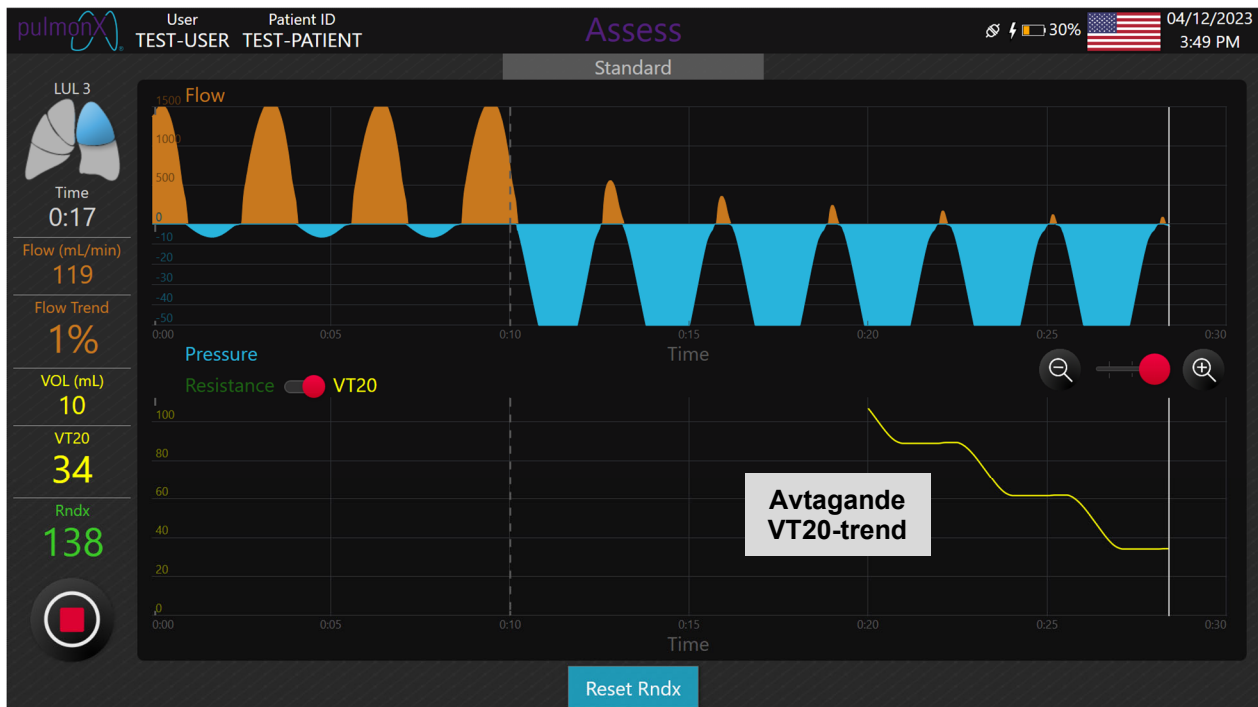 pulmonX
User
TEST-USER
Patient ID
TEST-PATIENT
Assess
30%
04/12/2023
3:49 PM
Standard
LUL 3
Time
0:17
Flow (mL/min)
119
Flow Trend
1%
VOL (mL)
10
VT20
34
Rndx
138
Flow
1500
1000
500
0
-10
-20
-30
-40
-50
0:00 0:05 0:10 0:15 0:20 0:25 0:30
Pressure
Time
Resistance VT20
100
80
60
40
20
0
Avtagande
VT20-trend
0:00 0:05 0:10 0:15 0:20 0:25 0:30
Time
Reset Rndx